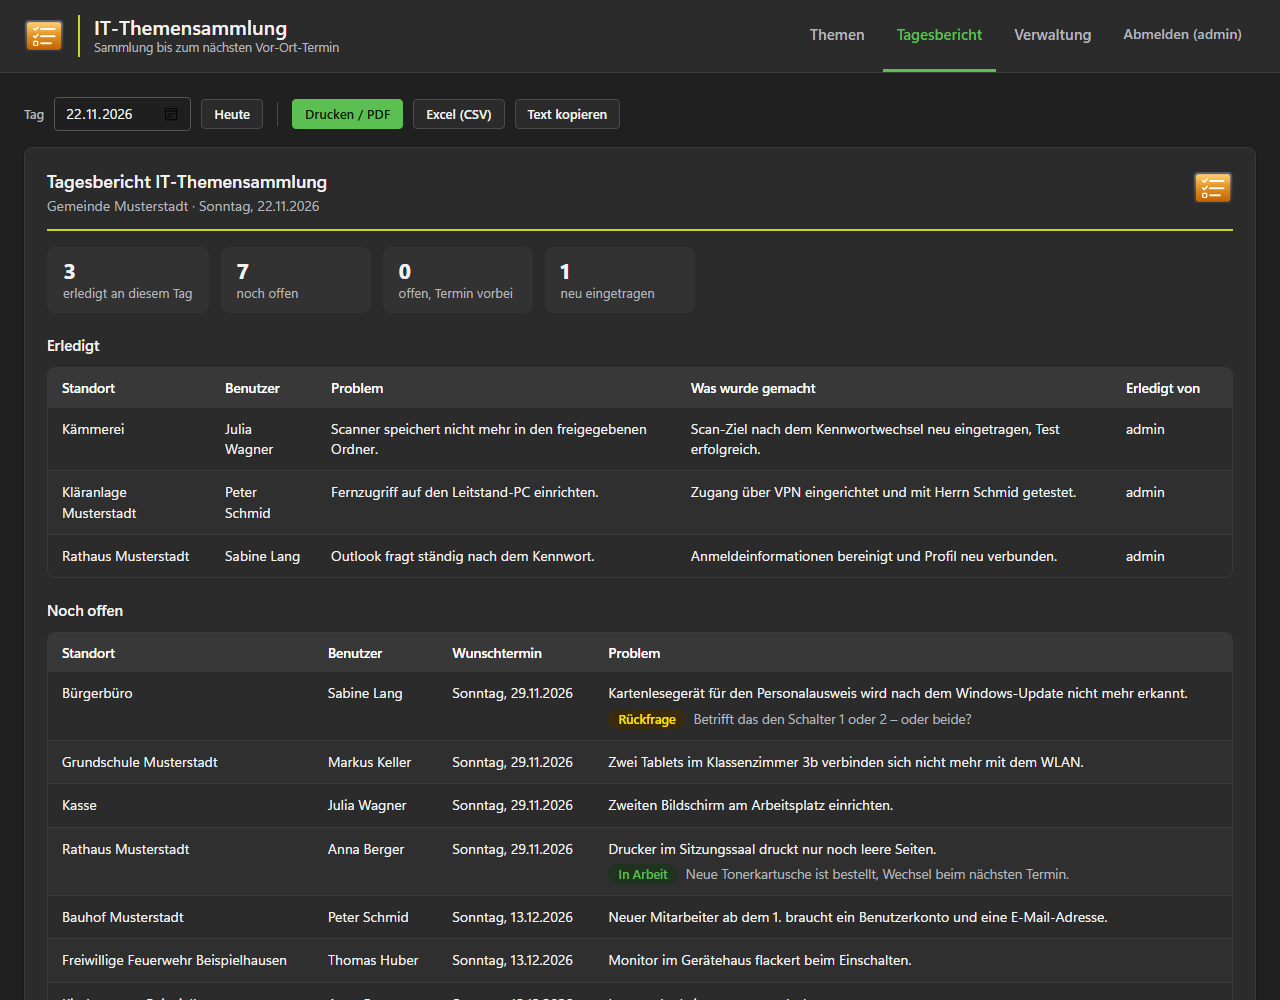 IT-Themensammlung
Sammlung bis zum nächsten Vor-Ort-Termin
Themen
Tagesbericht
Verwaltung
Abmelden (admin)
Tag
22.11.2026
Heute
Drucken / PDF
Excel (CSV)
Text kopieren
Tagesbericht IT-Themensammlung
Gemeinde Musterstadt · Sonntag, 22.11.2026
3
erledigt an diesem Tag
7
noch offen
0
offen, Termin vorbei
1
neu eingetragen
Erledigt
Standort Benutzer Problem Was wurde gemacht Erledigt von
Kämmerei Julia Wagner Scanner speichert nicht mehr in den freigegebenen Ordner. Scan-Ziel nach dem Kennwortwechsel neu eingetragen, Test erfolgreich. admin
Kläranlage Musterstadt Peter Schmid Fernzugriff auf den Leitstand-PC einrichten. Zugang über VPN eingerichtet und mit Herrn Schmid getestet. admin
Rathaus Musterstadt Sabine Lang Outlook fragt ständig nach dem Kennwort. Anmeldeinformationen bereinigt und Profil neu verbunden. admin
Noch offen
Standort Benutzer Wunschtermin Problem
Bürgerbüro Sabine Lang Sonntag, 29.11.2026 Kartenlesegerät für den Personalausweis wird nach dem Windows-Update nicht mehr erkannt.
Rückfrage Betrifft das den Schalter 1 oder 2 – oder beide?
Grundschule Musterstadt Markus Keller Sonntag, 29.11.2026 Zwei Tablets im Klassenzimmer 3b verbinden sich nicht mehr mit dem WLAN.
Kasse Julia Wagner Sonntag, 29.11.2026 Zweiten Bildschirm am Arbeitsplatz einrichten.
Rathaus Musterstadt Anna Berger Sonntag, 29.11.2026 Drucker im Sitzungssaal druckt nur noch leere Seiten.
In Arbeit Neue Tonerkartusche ist bestellt, Wechsel beim nächsten Termin.
Bauhof Musterstadt Peter Schmid Sonntag, 13.12.2026 Neuer Mitarbeiter ab dem 1. braucht ein Benutzerkonto und eine E-Mail-Adresse.
Freiwillige Feuerwehr Beispielhausen Thomas Huber Sonntag, 13.12.2026 Monitor im Gerätehaus flackert beim Einschalten.